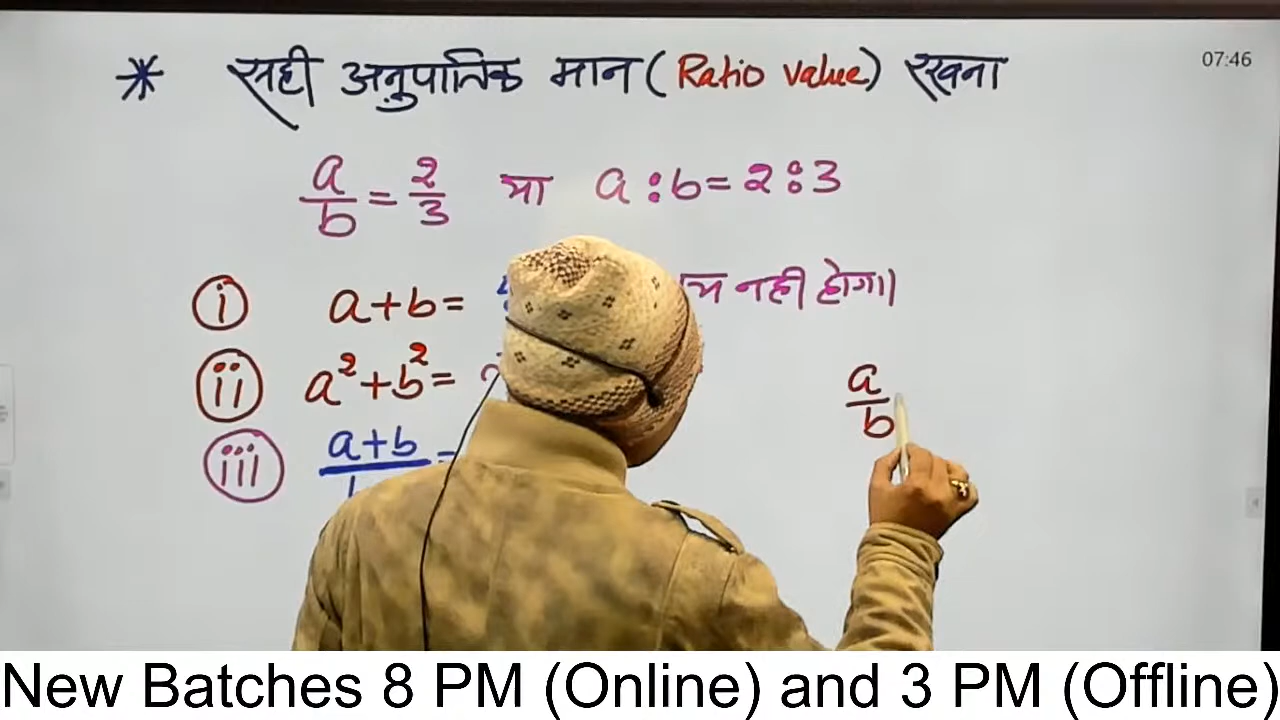 * सही अनुपातिक मान (Ratio value) रखना
07:46
a/b = 2/3 या a:b = 2:3
(i) a+b= नही होगा।
(ii) a²+b²=
(iii) a+b
a/b
New Batches 8 PM (Online) and 3 PM (Offline)